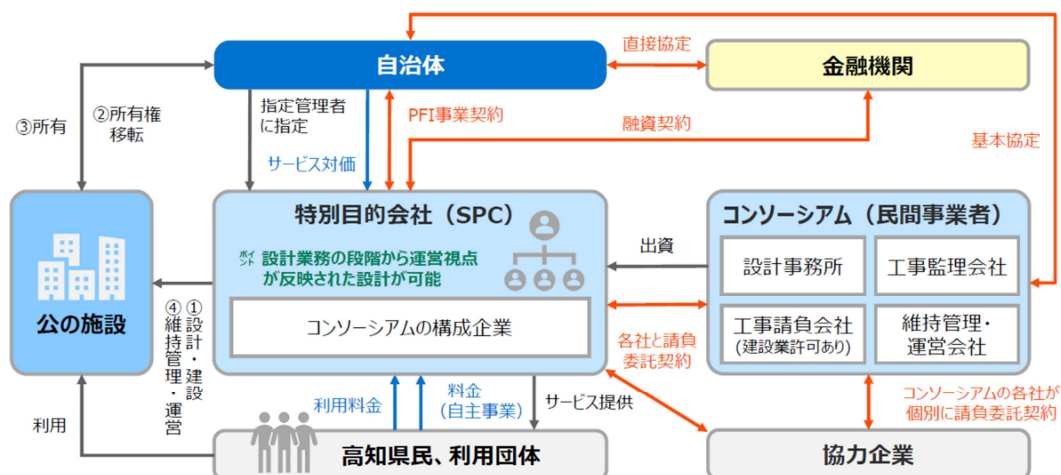 自治体
直接協定
金融機関
③所有
②所有権
移転
指定管理者
に指定
サービス対価
PFI事業契約
融資契約
基本協定
公の施設
特別目的会社（SPC）
ポイント
設計業務の段階から運営視点
が反映された設計が可能
コンソーシアムの構成企業
出資
コンソーシアム（民間事業者）
設計事務所
工事監理会社
工事請負会社
(建設業許可あり)
維持管理・
運営会社
①設計・建設
④維持管理・運営
各社と請負
委託契約
利用
利用料金
料金
（自主事業）
サービス提供
コンソーシアムの各社が
個別に請負委託契約
高知県民、利用団体
協力企業